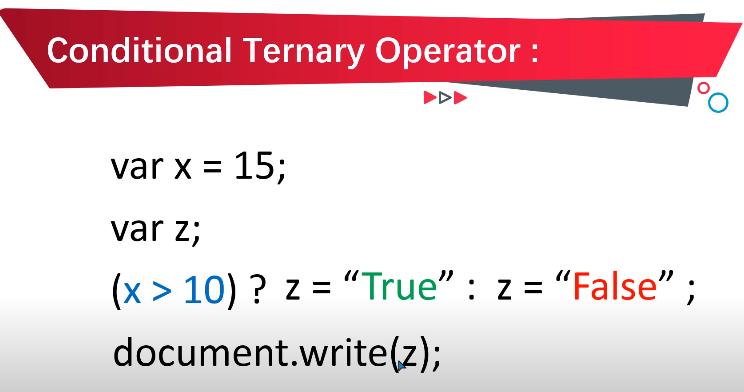 Conditional Ternary Operator :
var x = 15;
var z;
(x > 10) ? z = “True” : z = “False” ;
document.write(z);